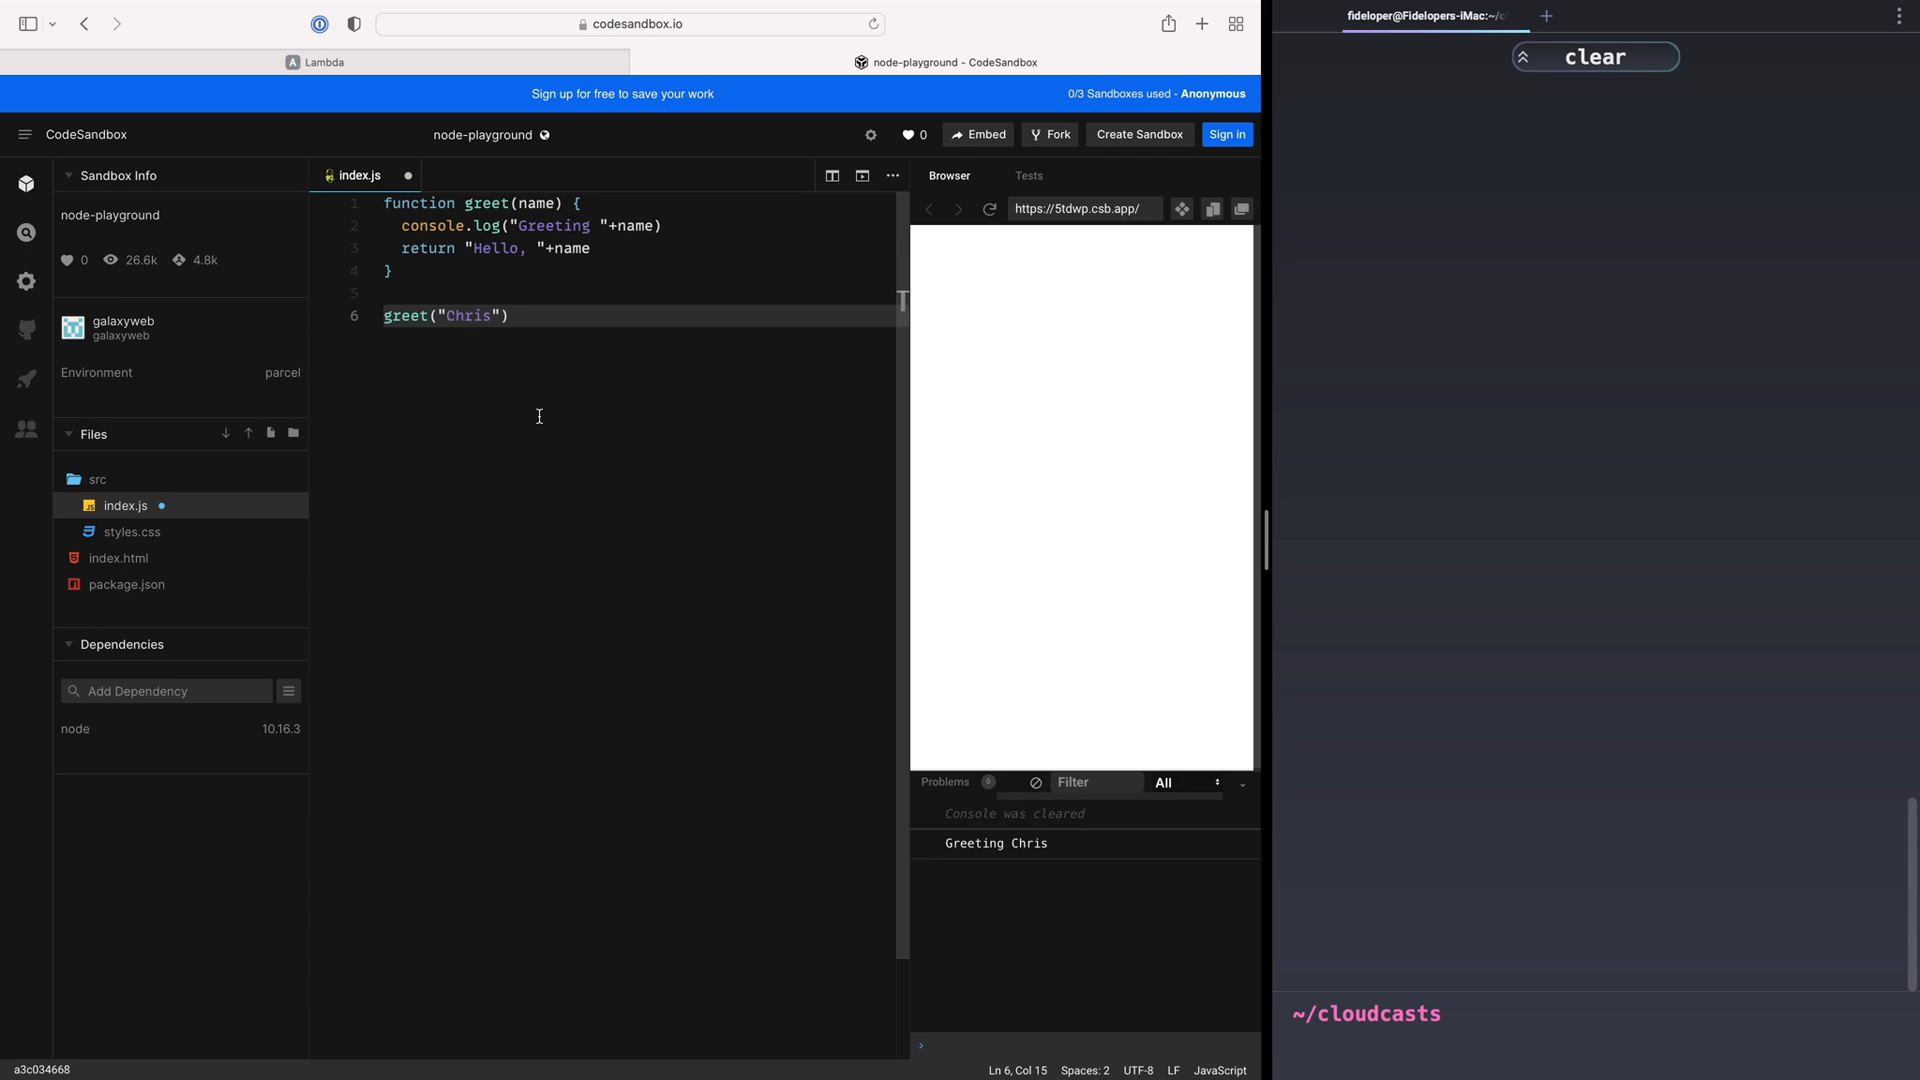 codesandbox.io
Lambda
node-playground - CodeSandbox
Sign up for free to save your work
0/3 Sandboxes used - Anonymous
CodeSandbox
node-playground
0
Embed
Fork
Create Sandbox
Sign in
Sandbox Info
node-playground
0
26.6k
4.8k
galaxyweb
galaxyweb
Environment
parcel
Files
src
index.js
styles.css
index.html
package.json
Dependencies
Add Dependency
node
10.16.3
a3c034668
index.js
1 function greet(name) {
2 console.log("Greeting "+name)
3 return "Hello, "+name
4 }
5
6 greet("Chris")
Browser
Tests
https://5tdwp.csb.app/
Problems 0
Filter
All
Console was cleared
Greeting Chris
Ln 6, Col 15
Spaces: 2
UTF-8
LF
JavaScript
fideloper@Fidelopers-iMac:~/c
clear
~/cloudcasts